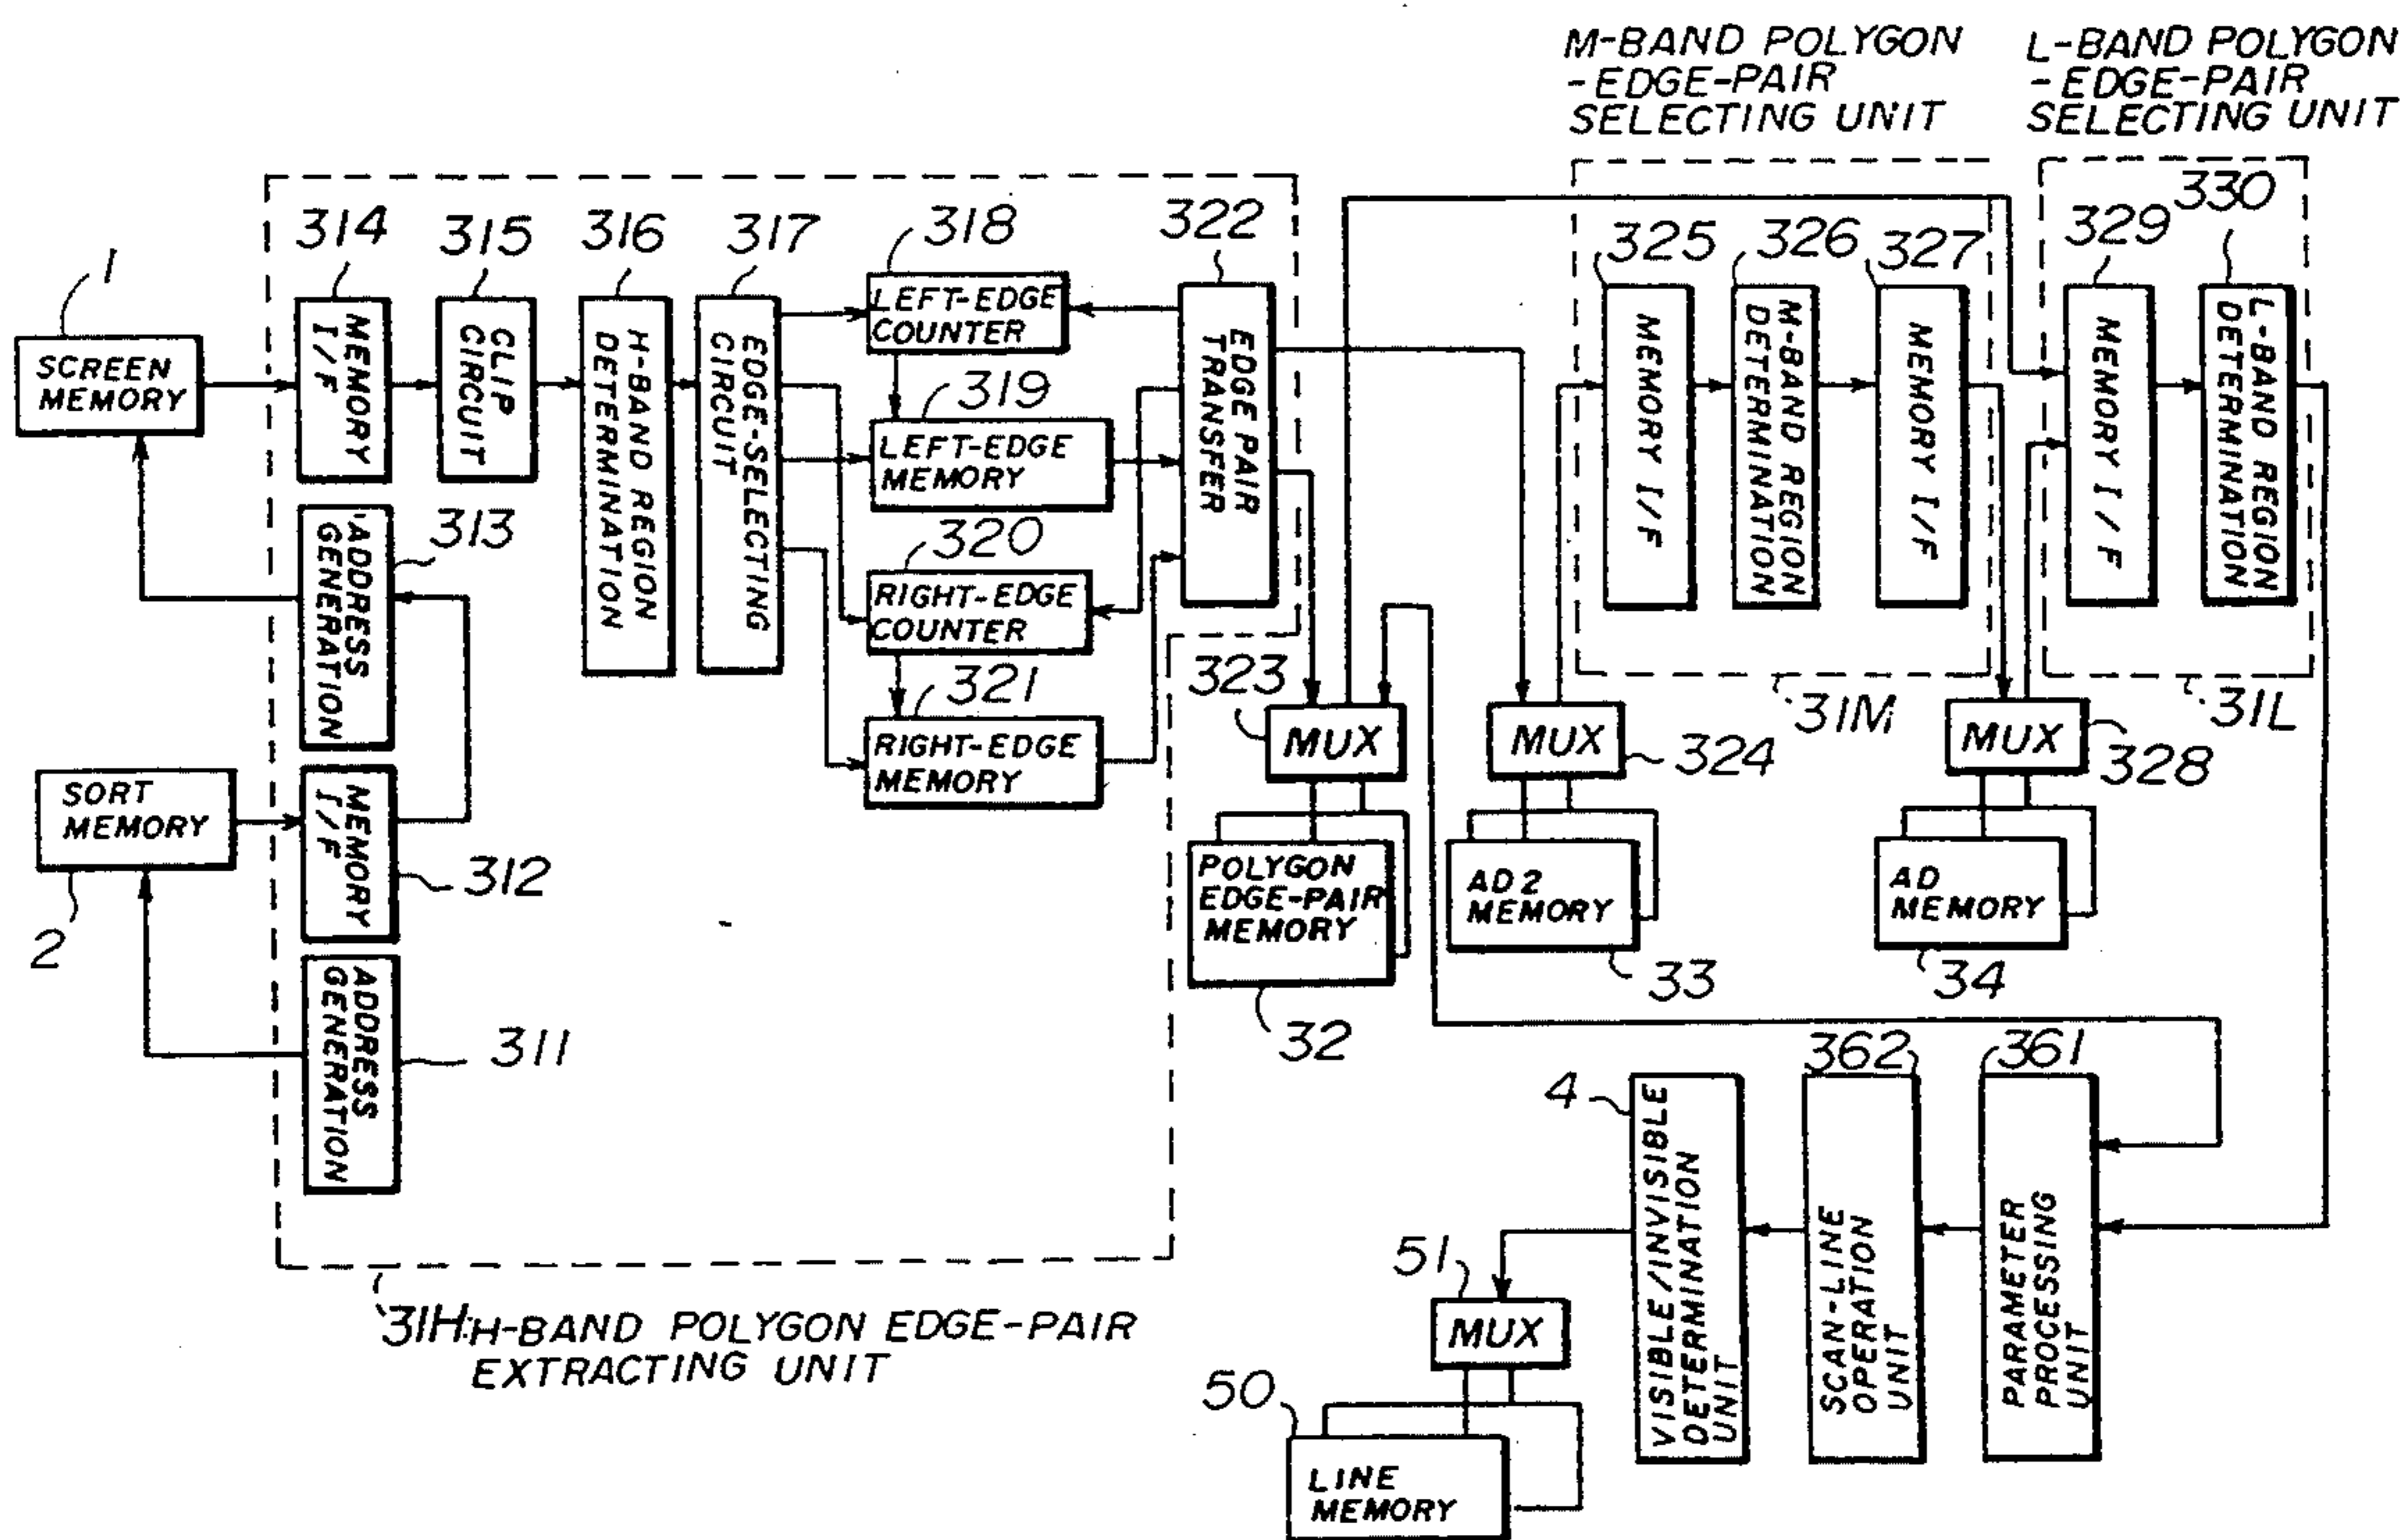 M-BAND POLYGON
-EDGE-PAIR
SELECTING UNIT
L-BAND POLYGON
-EDGE-PAIR
SELECTING UNIT
1
SCREEN
MEMORY
314
MEMORY
I/F
315
CLIP
CIRCUIT
316
H-BAND REGION
DETERMINATION
317
EDGE-SELECTING
CIRCUIT
318
LEFT-EDGE
COUNTER
319
LEFT-EDGE
MEMORY
320
RIGHT-EDGE
COUNTER
321
RIGHT-EDGE
MEMORY
322
EDGE PAIR
TRANSFER
325
MEMORY I/F
326
M-BAND REGION
DETERMINATION
327
MEMORY I/F
329
MEMORY I/F
330
L-BAND REGION
DETERMINATION
31M
31L
313
ADDRESS
GENERATION
SORT
MEMORY
2
MEMORY
I/F
312
ADDRESS
GENERATION
311
323
MUX
MUX
324
MUX
328
POLYGON
EDGE-PAIR
MEMORY
32
AD2
MEMORY
33
AD
MEMORY
34
4
VISIBLE/INVISIBLE
DETERMINATION
UNIT
362
SCAN-LINE
OPERATION
UNIT
361
PARAMETER
PROCESSING
UNIT
51
MUX
50
LINE
MEMORY
31H:H-BAND POLYGON EDGE-PAIR
EXTRACTING UNIT